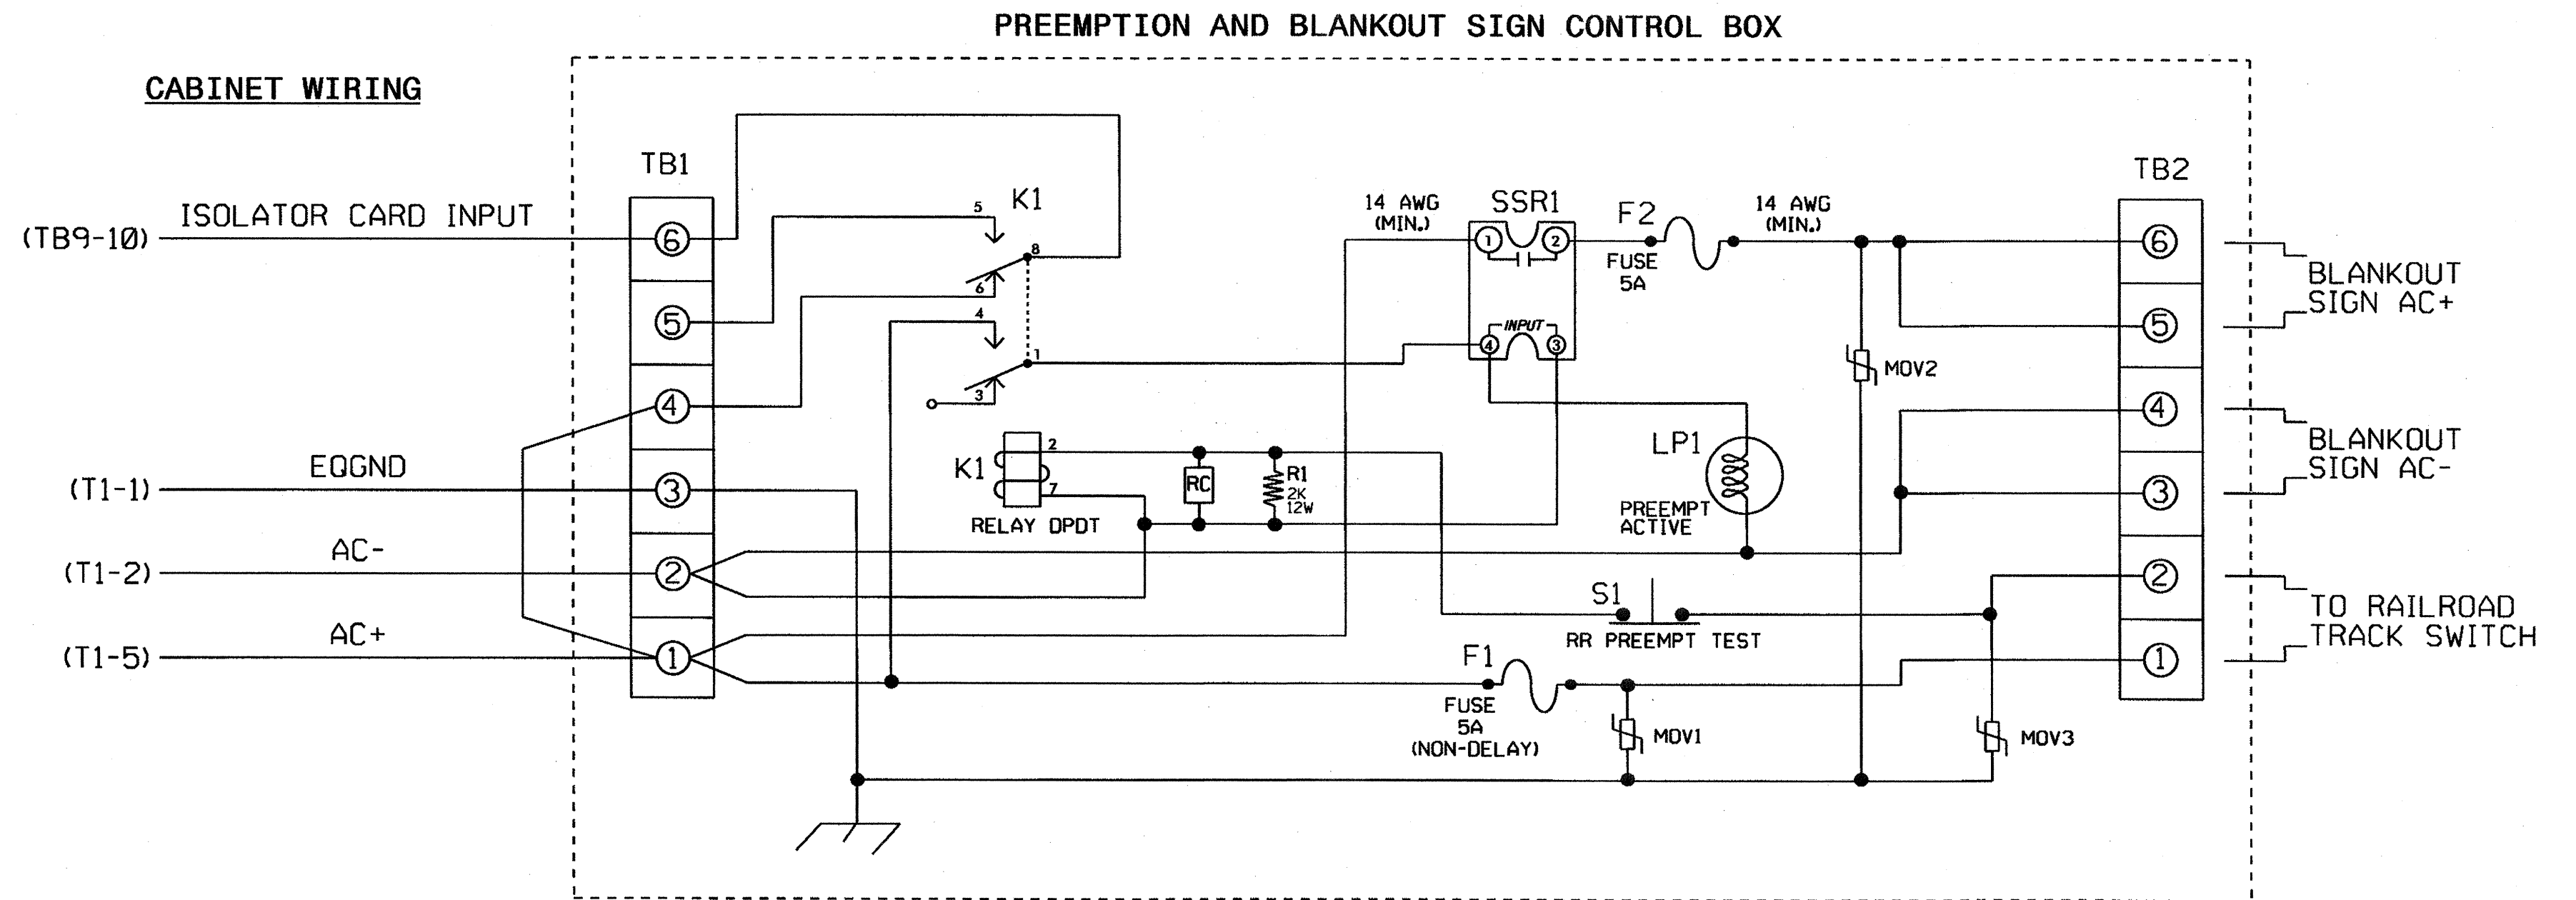 PREEMPTION AND BLANKOUT SIGN CONTROL BOX
CABINET WIRING
TB1
TB2
K1
SSR1
F2
14 AWG
(MIN.)
14 AWG
(MIN.)
(TB9-10)
ISOLATOR CARD INPUT
6
5
8
6
4
1
3
1
2
FUSE
5A
INPUT
4
3
6
BLANKOUT
SIGN AC+
5
5
MOV2
4
4
BLANKOUT
SIGN AC-
3
(T1-1)
EQGND
3
K1
2
7
RELAY DPDT
RC
R1
2K
12W
LP1
PREEMPT
ACTIVE
(T1-2)
AC-
2
S1
RR PREEMPT TEST
2
TO RAILROAD
TRACK SWITCH
1
(T1-5)
AC+
1
F1
FUSE
5A
(NON-DELAY)
MOV1
MOV3